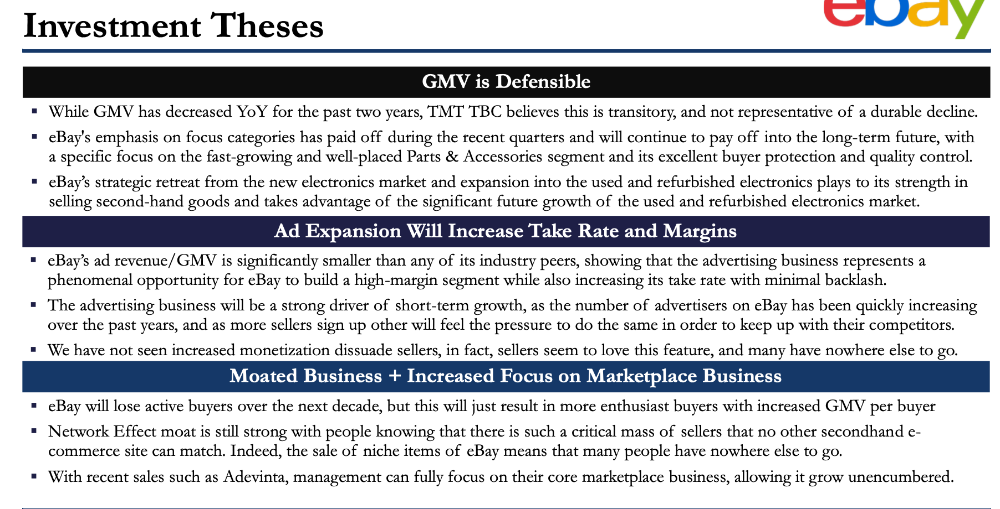 Investment Theses
ebay
GMV is Defensible
▪ While GMV has decreased YoY for the past two years, TMT TBC believes this is transitory, and not representative of a durable decline.
▪ eBay's emphasis on focus categories has paid off during the recent quarters and will continue to pay off into the long-term future, with
a specific focus on the fast-growing and well-placed Parts & Accessories segment and its excellent buyer protection and quality control.
▪ eBay’s strategic retreat from the new electronics market and expansion into the used and refurbished electronics plays to its strength in
selling second-hand goods and takes advantage of the significant future growth of the used and refurbished electronics market.
Ad Expansion Will Increase Take Rate and Margins
▪ eBay’s ad revenue/GMV is significantly smaller than any of its industry peers, showing that the advertising business represents a
phenomenal opportunity for eBay to build a high-margin segment while also increasing its take rate with minimal backlash.
▪ The advertising business will be a strong driver of short-term growth, as the number of advertisers on eBay has been quickly increasing
over the past years, and as more sellers sign up other will feel the pressure to do the same in order to keep up with their competitors.
▪ We have not seen increased monetization dissuade sellers, in fact, sellers seem to love this feature, and many have nowhere else to go.
Moated Business + Increased Focus on Marketplace Business
▪ eBay will lose active buyers over the next decade, but this will just result in more enthusiast buyers with increased GMV per buyer
▪ Network Effect moat is still strong with people knowing that there is such a critical mass of sellers that no other secondhand e-
commerce site can match. Indeed, the sale of niche items of eBay means that many people have nowhere else to go.
▪ With recent sales such as Adevinta, management can fully focus on their core marketplace business, allowing it grow unencumbered.